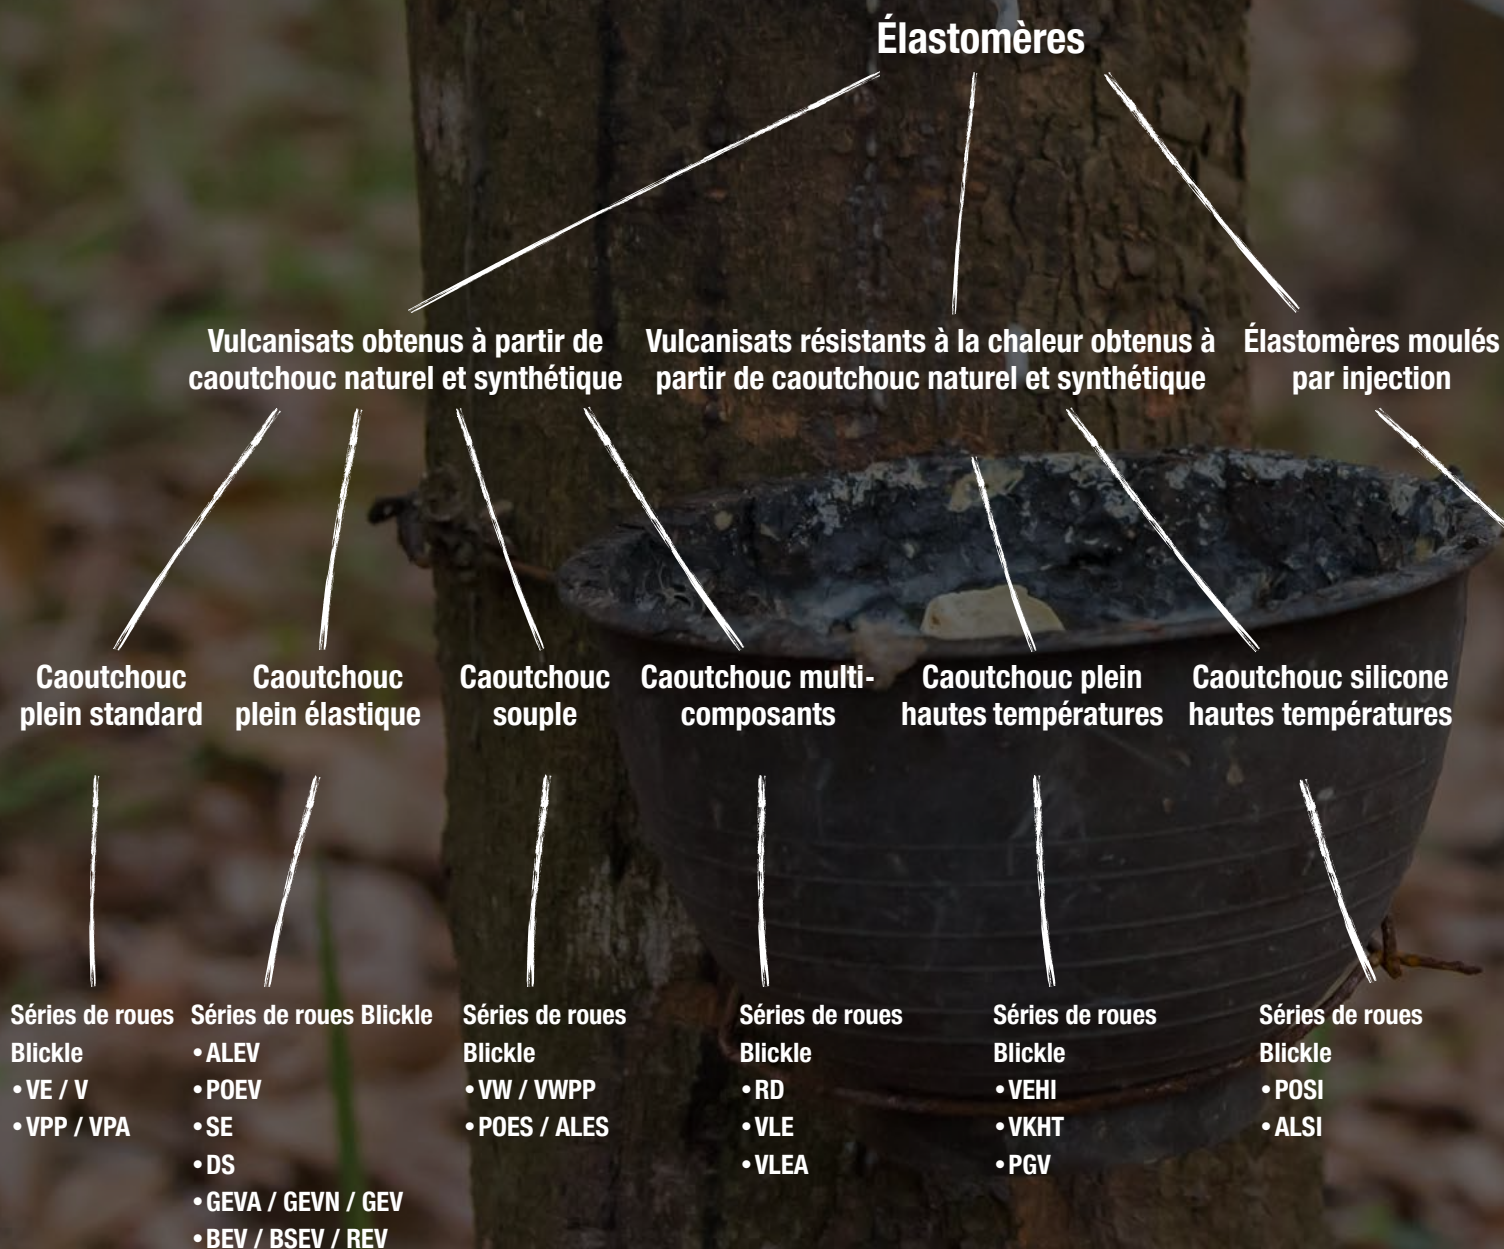 Élastomères
Vulcanisats obtenus à partir de
caoutchouc naturel et synthétique
Vulcanisats résistants à la chaleur obtenus à
partir de caoutchouc naturel et synthétique
Élastomères moulés
par injection
Caoutchouc
plein standard
Caoutchouc
plein élastique
Caoutchouc
souple
Caoutchouc multi-
composants
Caoutchouc plein
hautes températures
Caoutchouc silicone
hautes températures
Séries de roues
Blickle
• VE / V
• VPP / VPA
Séries de roues Blickle
• ALEV
• POEV
• SE
• DS
• GEVA / GEVN / GEV
• BEV / BSEV / REV
Séries de roues
Blickle
• VW / VWPP
• POES / ALES
Séries de roues
Blickle
• RD
• VLE
• VLEA
Séries de roues
Blickle
• VEHI
• VKHT
• PGV
Séries de roues
Blickle
• POSI
• ALSI